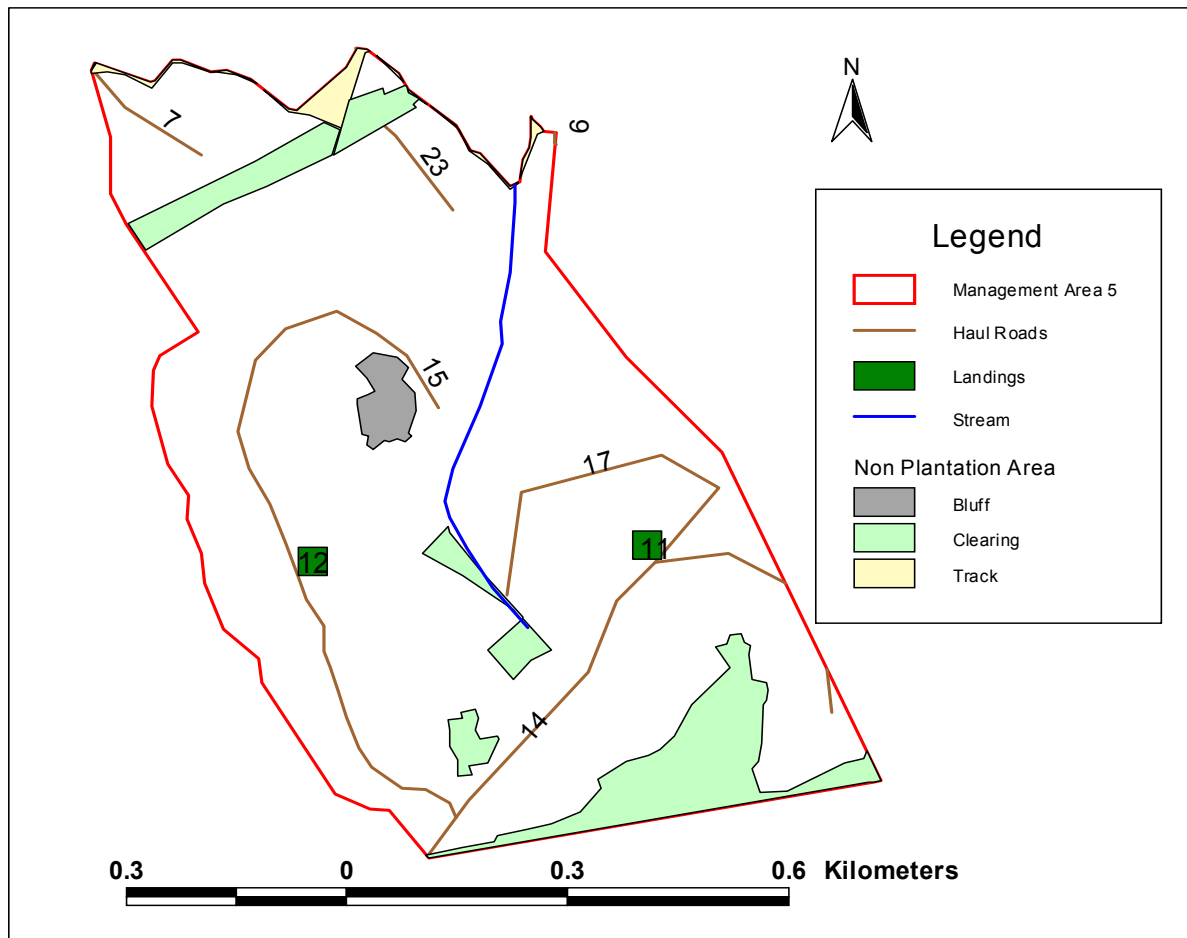 N
7
6
23
Legend
Management Area 5
Haul Roads
Landings
Stream
Non Plantation Area
Bluff
Clearing
Track
15
17
12
11
14
0.3 0 0.3 0.6 Kilometers